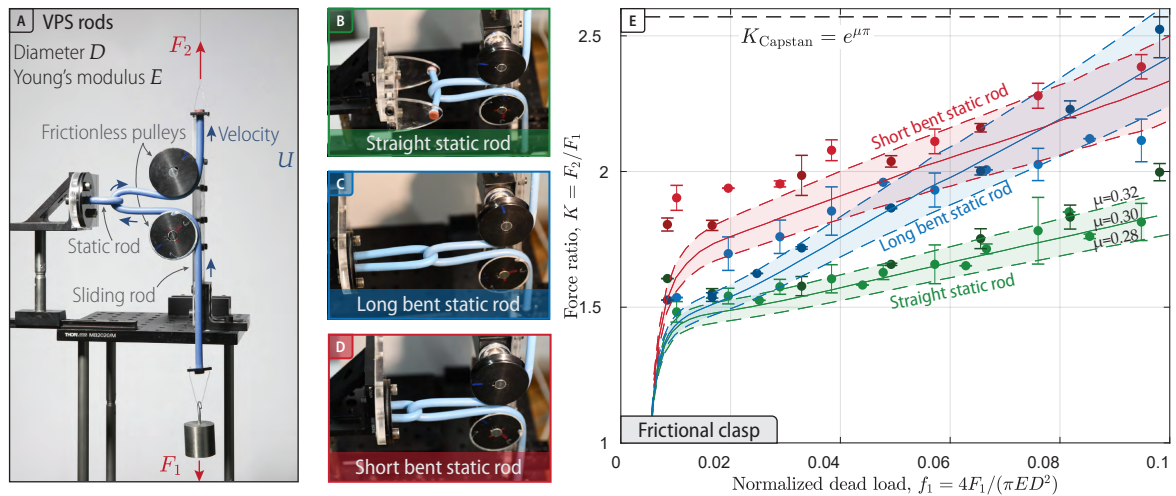 A VPS rods
Diameter D
Young's modulus E
F₂
Frictionless pulleys
Velocity
U
Static rod
Sliding rod
THORLABS MB2030/M
F₁
B
Straight static rod
C
Long bent static rod
D
Short bent static rod
E
K_Capstan = e^{μπ}
Short bent static rod
Long bent static rod
μ=0.32
μ=0.30
μ=0.28
Straight static rod
Frictional clasp
Force ratio, K = F₂/F₁
2.5
2
1.5
1
0
0.02
0.04
0.06
0.08
0.1
Normalized dead load, f₁ = 4F₁/(πED²)